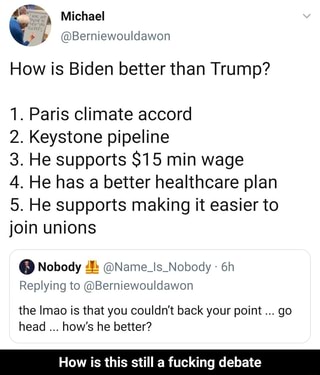 Michael
@Berniewouldawon
How is Biden better than Trump?
1. Paris climate accord
2. Keystone pipeline
3. He supports $15 min wage
4. He has a better healthcare plan
5. He supports making it easier to
join unions
Nobody @Name_Is_Nobody · 6h
Replying to @Berniewouldawon
the lmao is that you couldn't back your point ... go
head ... how's he better?
How is this still a fucking debate